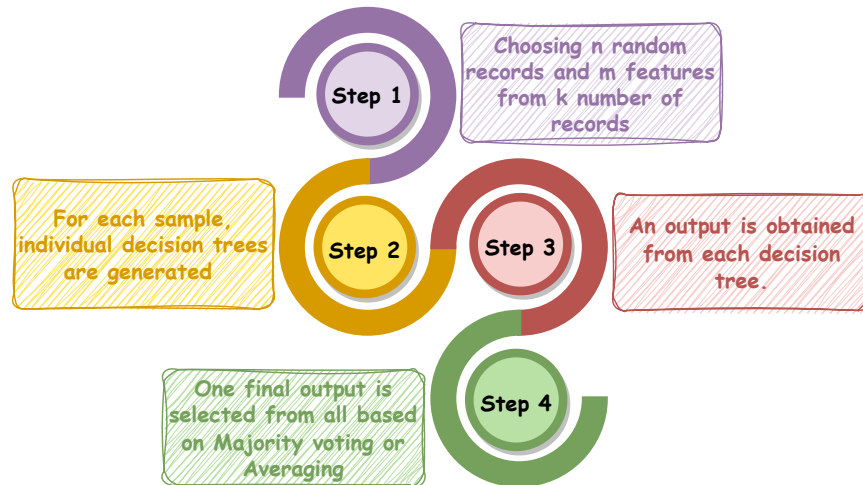 Step 1
Choosing n random
records and m features
from k number of
records
For each sample,
individual decision trees
are generated
Step 2
Step 3
An output is obtained
from each decision
tree.
One final output is
selected from all based
on Majority voting or
Averaging
Step 4